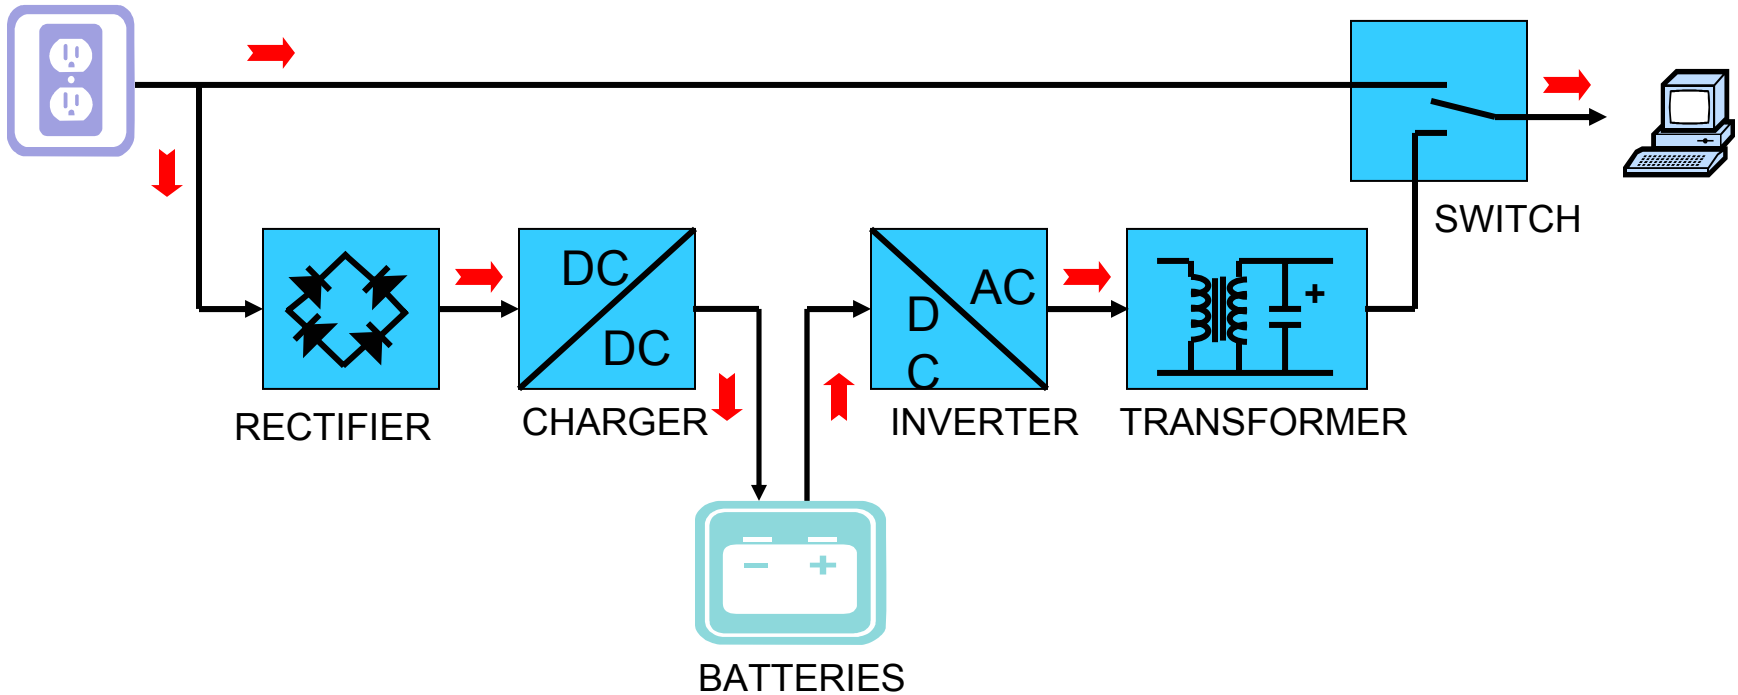 SWITCH
DC
DC
D
C
AC
+
RECTIFIER
CHARGER
INVERTER
TRANSFORMER
− +
BATTERIES